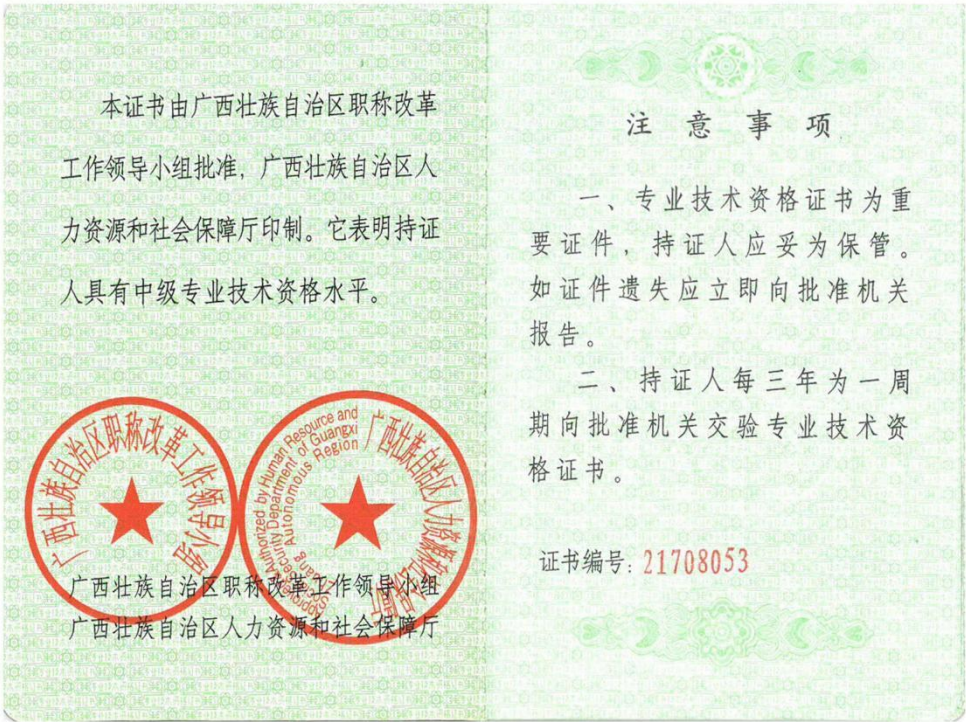 本证书由广西壮族自治区职称改革
工作领导小组批准，广西壮族自治区人
力资源和社会保障厅印制。它表明持证
人具有中级专业技术资格水平。
广西壮族自治区职称改革工作领导小组
Approved & Authorized by Human Resource and
Social Security Department of Guangxi
Zhuang Autonomous Region
广西壮族自治区人力资源和社会保障厅
广西壮族自治区职称改革工作领导小组
广西壮族自治区人力资源和社会保障厅
注意事项
一、专业技术资格证书为重
要证件，持证人应妥为保管。
如证件遗失应立即向批准机关
报告。
二、持证人每三年为一周
期向批准机关交验专业技术资
格证书。
证书编号：21708053